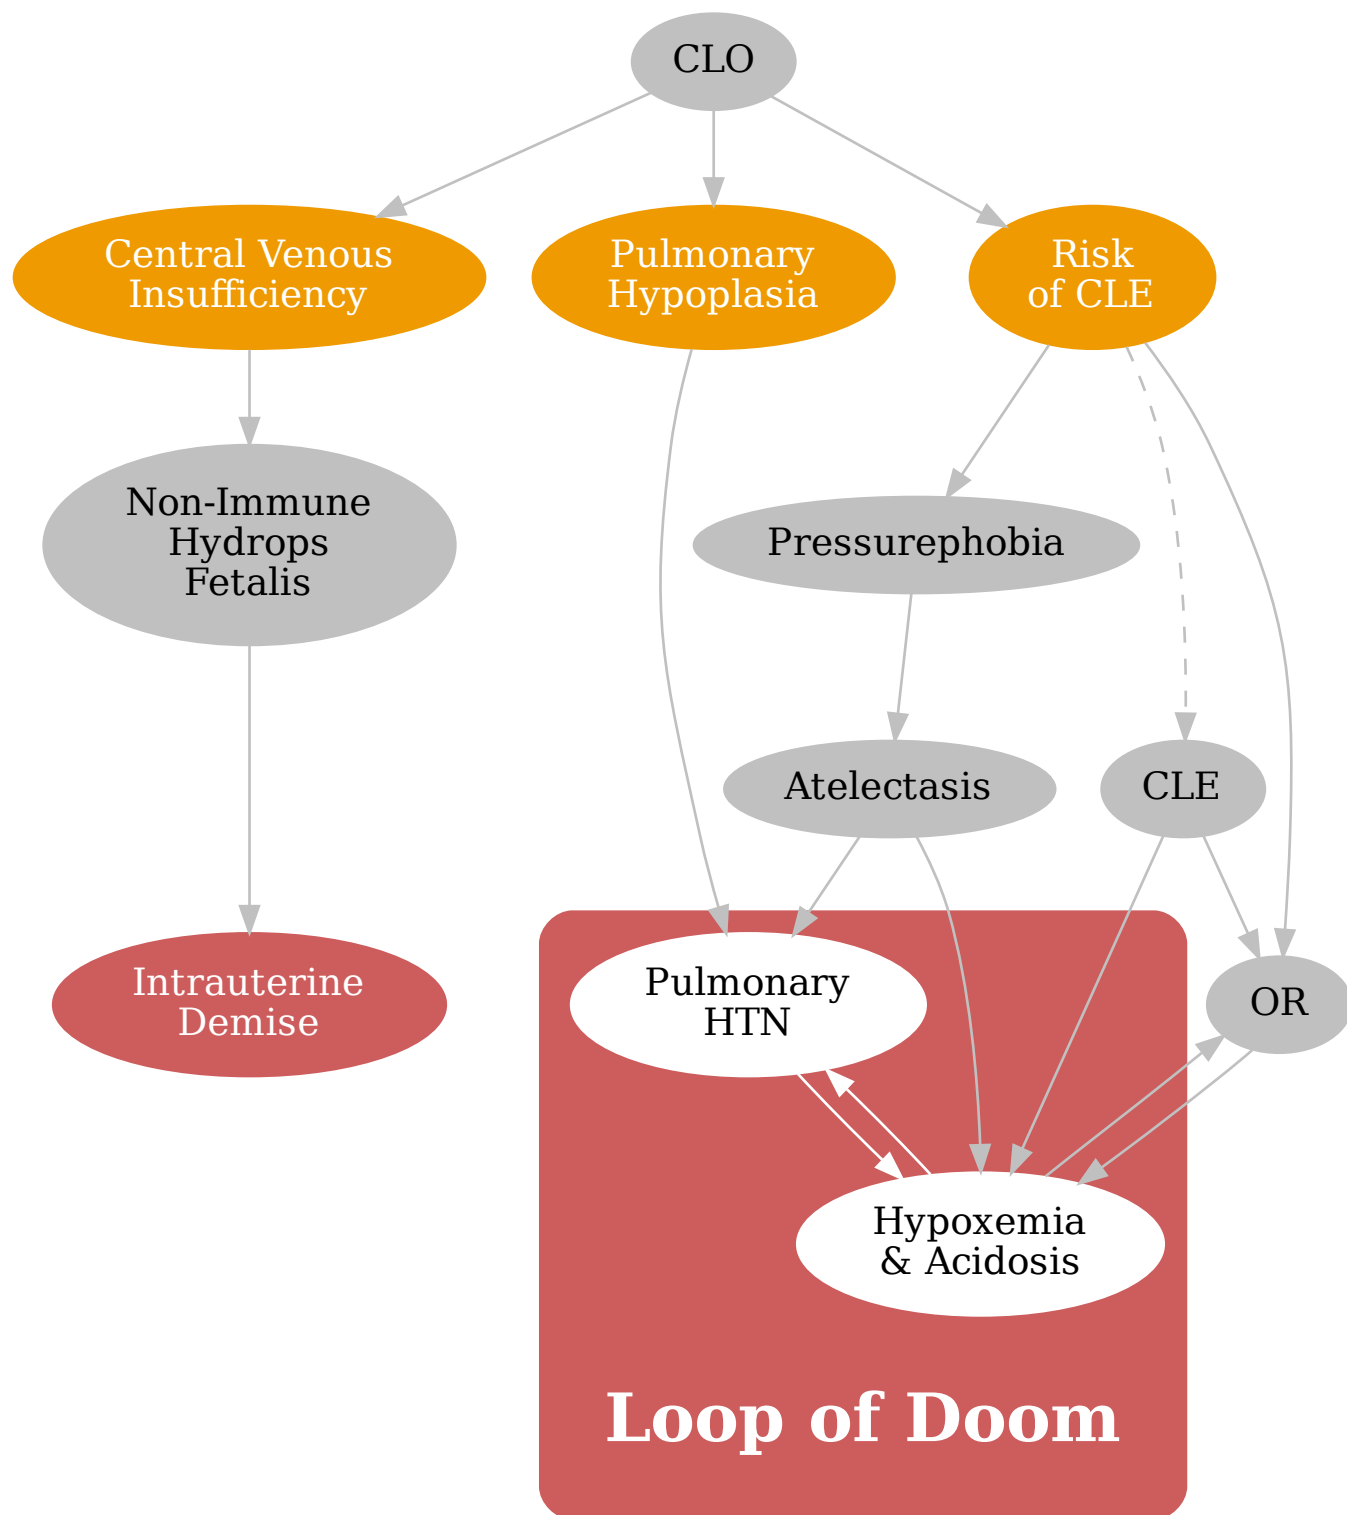 CLO
Central Venous
Insufficiency
Pulmonary
Hypoplasia
Risk
of CLE
Non-Immune
Hydrops
Fetalis
Pressurephobia
Atelectasis
CLE
Intrauterine
Demise
Pulmonary
HTN
OR
Hypoxemia
& Acidosis
Loop of Doom